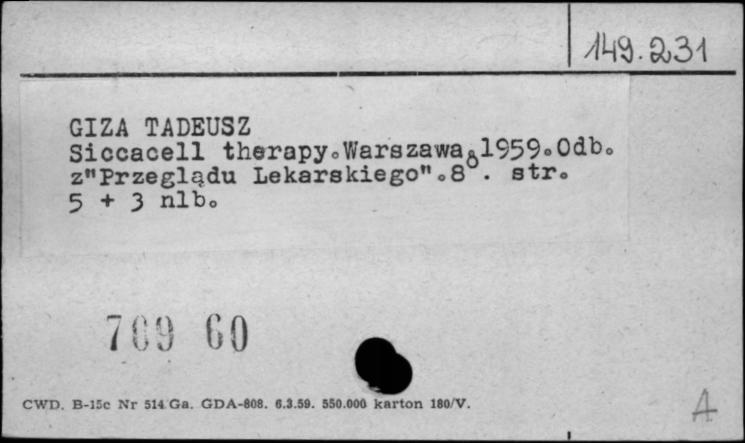 149.231
GIZA TADEUSZ
Siccacell therapy.Warszawa,1959.Odb.
z"Przeglądu Lekarskiego".8°. str.
5 + 3 nlb.
769 60
CWD. B-15c Nr 514 Ga. GDA-808. 6.3.59. 550.000 karton 180/V.
A